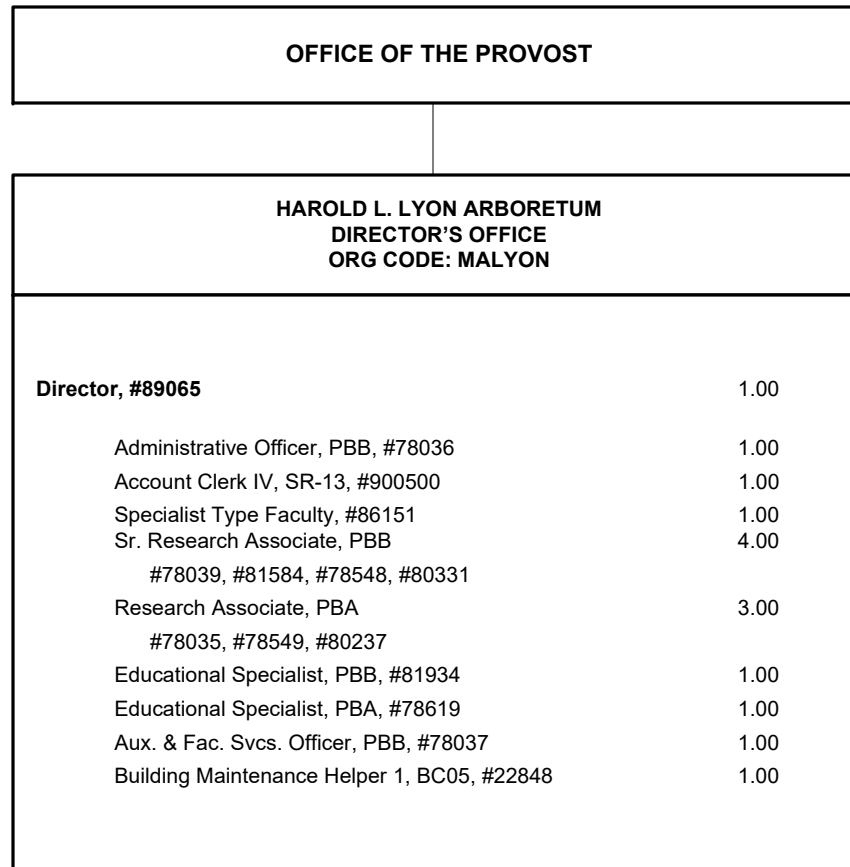 OFFICE OF THE PROVOST
HAROLD L. LYON ARBORETUM
DIRECTOR’S OFFICE
ORG CODE: MALYON
Director, #89065 1.00
Administrative Officer, PBB, #78036 1.00
Account Clerk IV, SR-13, #900500 1.00
Specialist Type Faculty, #86151 1.00
Sr. Research Associate, PBB 4.00
#78039, #81584, #78548, #80331
Research Associate, PBA 3.00
#78035, #78549, #80237
Educational Specialist, PBB, #81934 1.00
Educational Specialist, PBA, #78619 1.00
Aux. & Fac. Svcs. Officer, PBB, #78037 1.00
Building Maintenance Helper 1, BC05, #22848 1.00